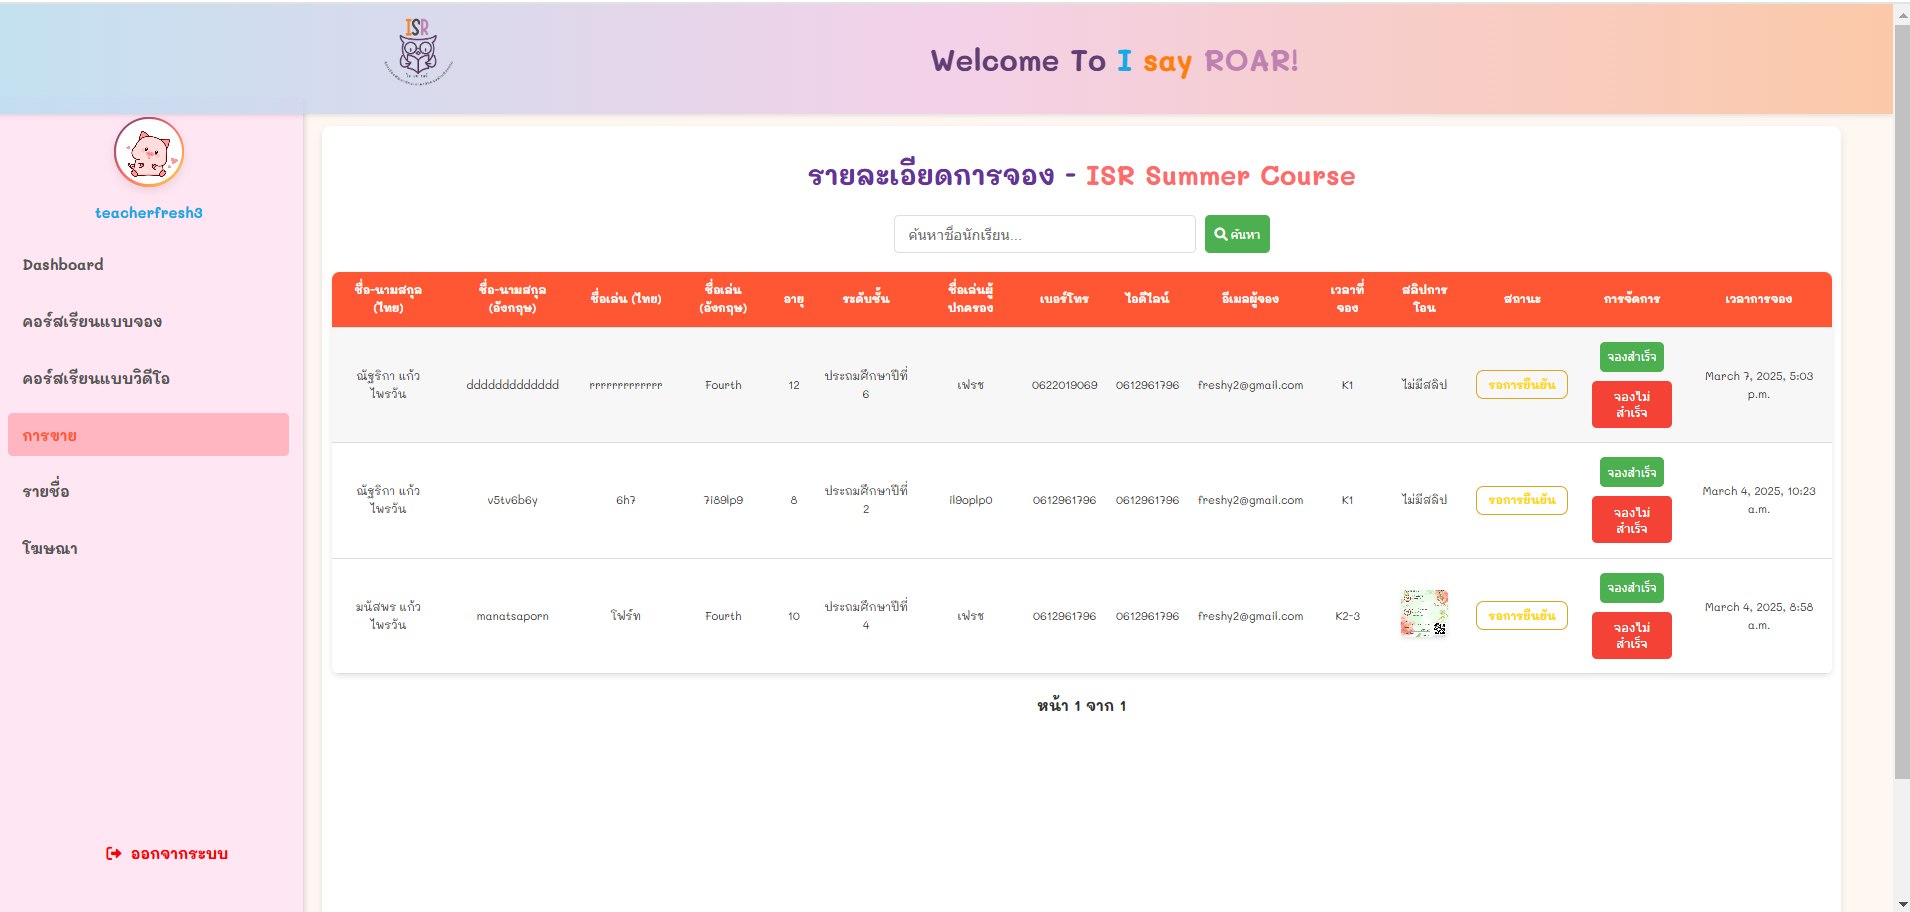 ISR
Welcome To I say ROAR!
teacherfresh3
Dashboard
คอร์สเรียนแบบจอง
คอร์สเรียนแบบวิดีโอ
การขาย
รายชื่อ
โฆษณา
ออกจากระบบ
รายละเอียดการจอง - ISR Summer Course
ค้นหาชื่อนักเรียน...
ค้นหา
ชื่อ-นามสกุล
(ไทย)
ชื่อ-นามสกุล
(อังกฤษ)
ชื่อเล่น (ไทย)
ชื่อเล่น
(อังกฤษ)
อายุ
ระดับชั้น
ชื่อเล่นผู้
ปกครอง
เบอร์โทร
ไอดีไลน์
อีเมลผู้จอง
เวลาที่
จอง
สลิปการ
โอน
สถานะ
การจัดการ
เวลาการจอง
ณัฐริกา แก้ว
ไพรวัน
ddddddddddddd
rrrrrrrrrrrrr
Fourth
12
ประถมศึกษาปีที่
6
เฟรช
0622019069
0612961796
freshy2@gmail.com
K1
ไม่มีสลิป
รอการยืนยัน
จองสำเร็จ
จองไม่
สำเร็จ
March 7, 2025, 5:03
p.m.
ณัฐริกา แก้ว
ไพรวัน
v5tv6b6y
6h7
7i89lp9
8
ประถมศึกษาปีที่
2
il9oplp0
0612961796
0612961796
freshy2@gmail.com
K1
ไม่มีสลิป
รอการยืนยัน
จองสำเร็จ
จองไม่
สำเร็จ
March 4, 2025, 10:23
a.m.
มนัสพร แก้ว
ไพรวัน
manatsaporn
โฟร์ท
Fourth
10
ประถมศึกษาปีที่
4
เฟรช
0612961796
0612961796
freshy2@gmail.com
K2-3
รอการยืนยัน
จองสำเร็จ
จองไม่
สำเร็จ
March 4, 2025, 8:58
a.m.
หน้า 1 จาก 1